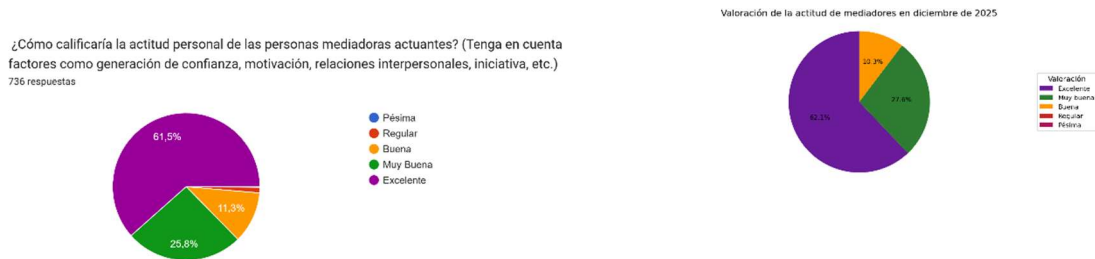 ¿Cómo calificaría la actitud personal de las personas mediadoras actuantes? (Tenga en cuenta
factores como generación de confianza, motivación, relaciones interpersonales, iniciativa, etc.)
736 respuestas
61,5%
11,3%
25,8%
Pésima
Regular
Buena
Muy Buena
Excelente
Valoración de la actitud de mediadores en diciembre de 2025
10.3%
27.6%
62.1%
Valoración
Excelente
Muy buena
Buena
Regular
Pésima